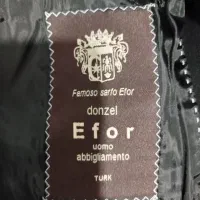 Famoso sarto Efor
donzel
Efor
uomo
abbigliamento
TURK